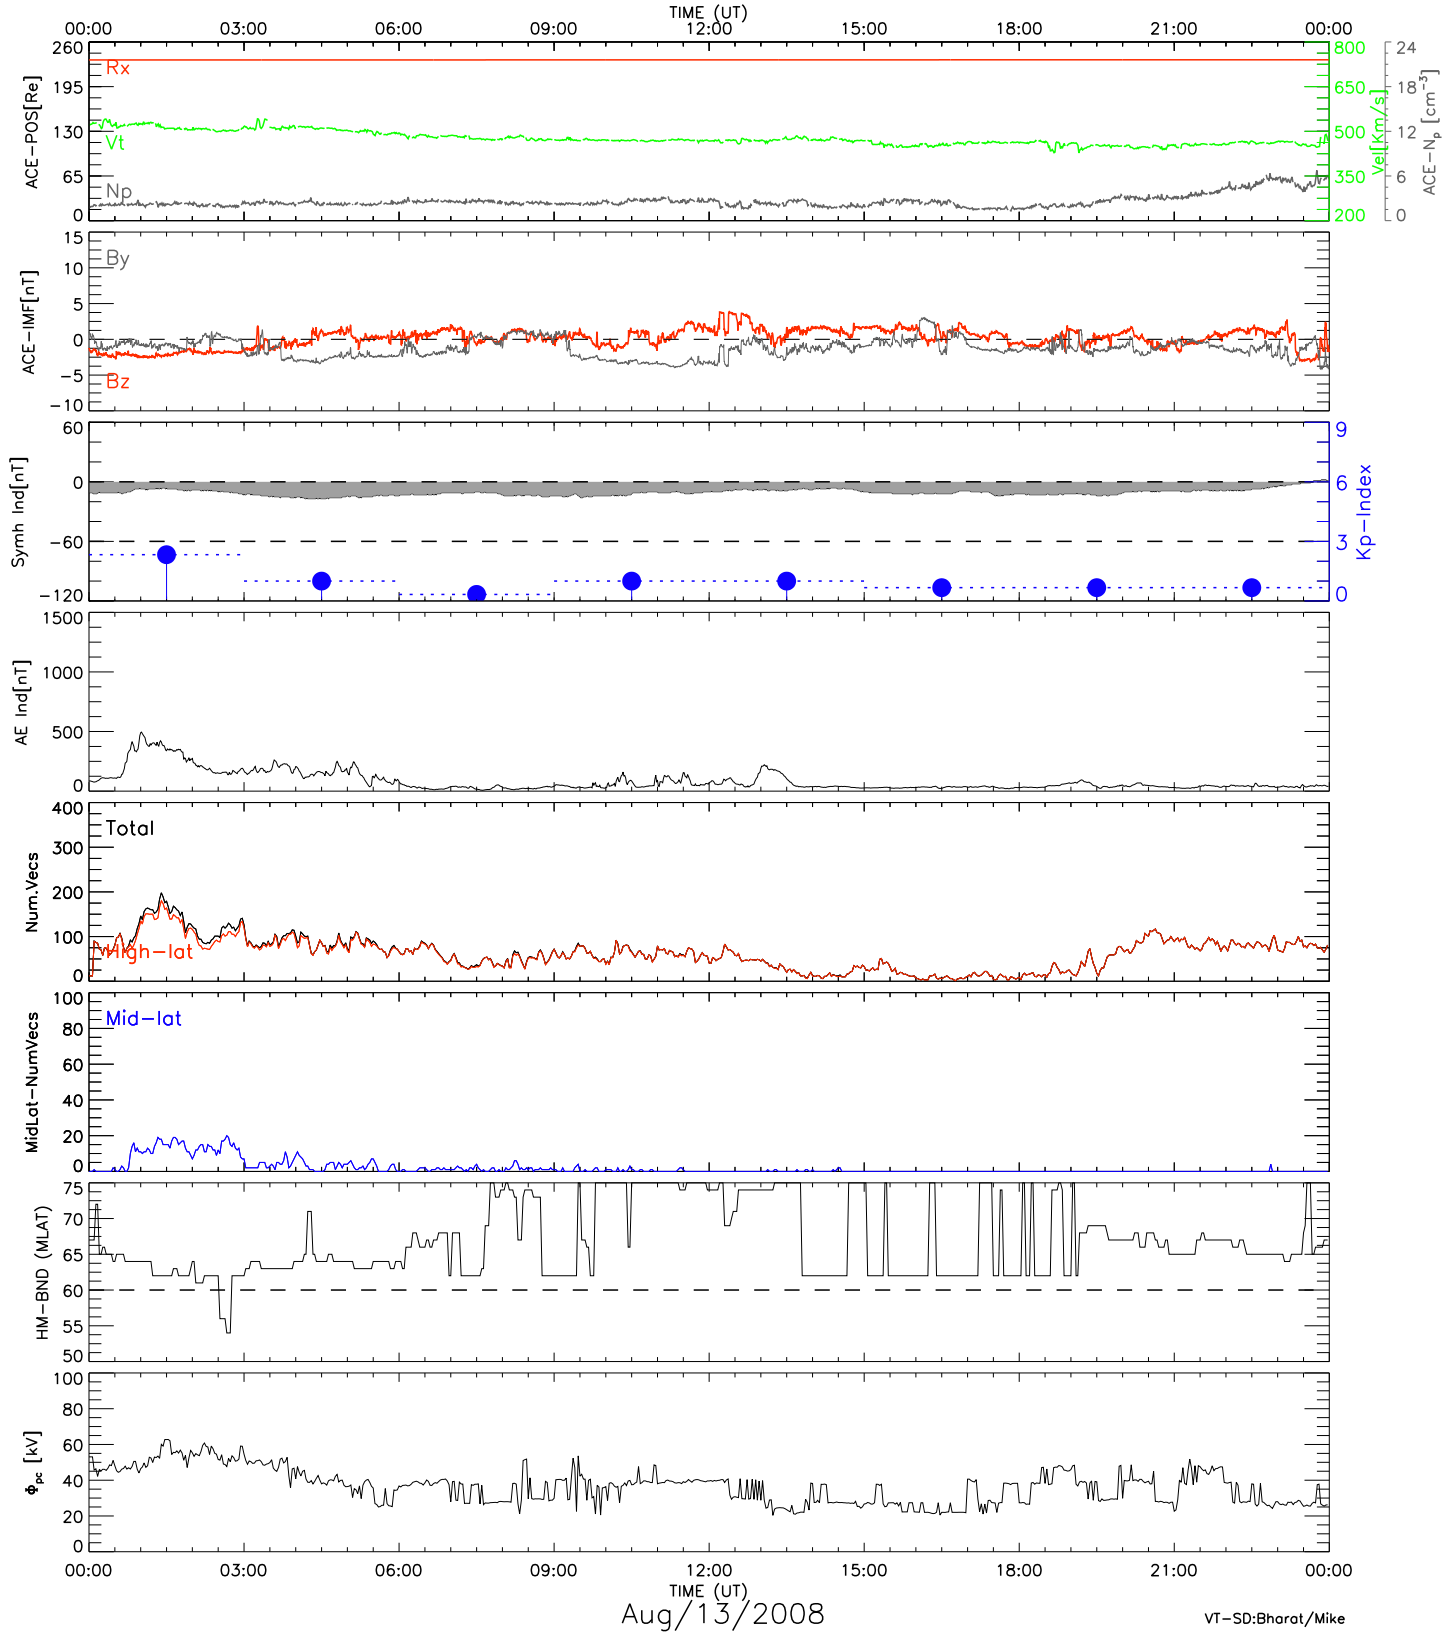 TIME (UT)
00:00 03:00 06:00 09:00 12:00 15:00 18:00 21:00 00:00
260 195 130 65 0
ACE-POS[Re]
Rx
Vt
Np
800 650 500 350 200
Vel[Km/s]
24 18 12 6 0
ACE-Np [cm-3]
15 10 5 0 -5 -10
ACE-IMF[nT]
By
Bz
60 0 -60 -120
Symh Ind[nT]
9 6 3 0
Kp-Index
1500 1000 500 0
AE Ind[nT]
400 300 200 100 0
Num.Vecs
Total
High-lat
100 80 60 40 20 0
MidLat-NumVecs
Mid-lat
75 70 65 60 55 50
HM-BND (MLAT)
100 80 60 40 20 0
Φpc [kV]
00:00 03:00 06:00 09:00 12:00 15:00 18:00 21:00 00:00
TIME (UT)
Aug/13/2008
VT-SD:Bharat/Mike